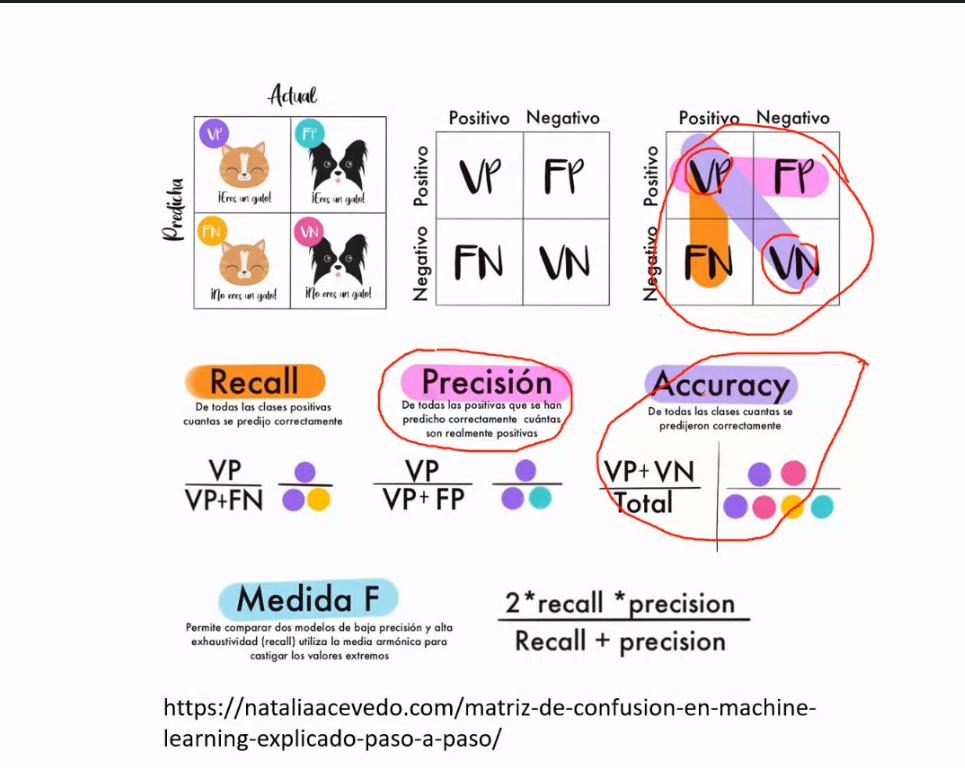 Actual
Predicha
VP
FP
¡Eres un gato!
¡Eres un gato!
FN
VN
¡No eres un gato!
¡No eres un gato!
Positivo Negativo
Positivo
VP FP
Negativo
FN VN
Positivo Negativo
Positivo
VP FP
Negativo
FN VN
Recall
De todas las clases positivas
cuantas se predijo correctamente
VP
VP+FN
Precisión
De todas las positivas que se han
predicho correctamente cuántas
son realmente positivas
VP
VP+ FP
Accuracy
De todas las clases cuantas se
predijeron correctamente
VP+ VN
Total
Medida F
Permite comparar dos modelos de baja precisión y alta
exhaustividad (recall) utiliza la media armónica para
castigar los valores extremos
2*recall *precision
Recall + precision
https://nataliaacevedo.com/matriz-de-confusion-en-machine-
learning-explicado-paso-a-paso/